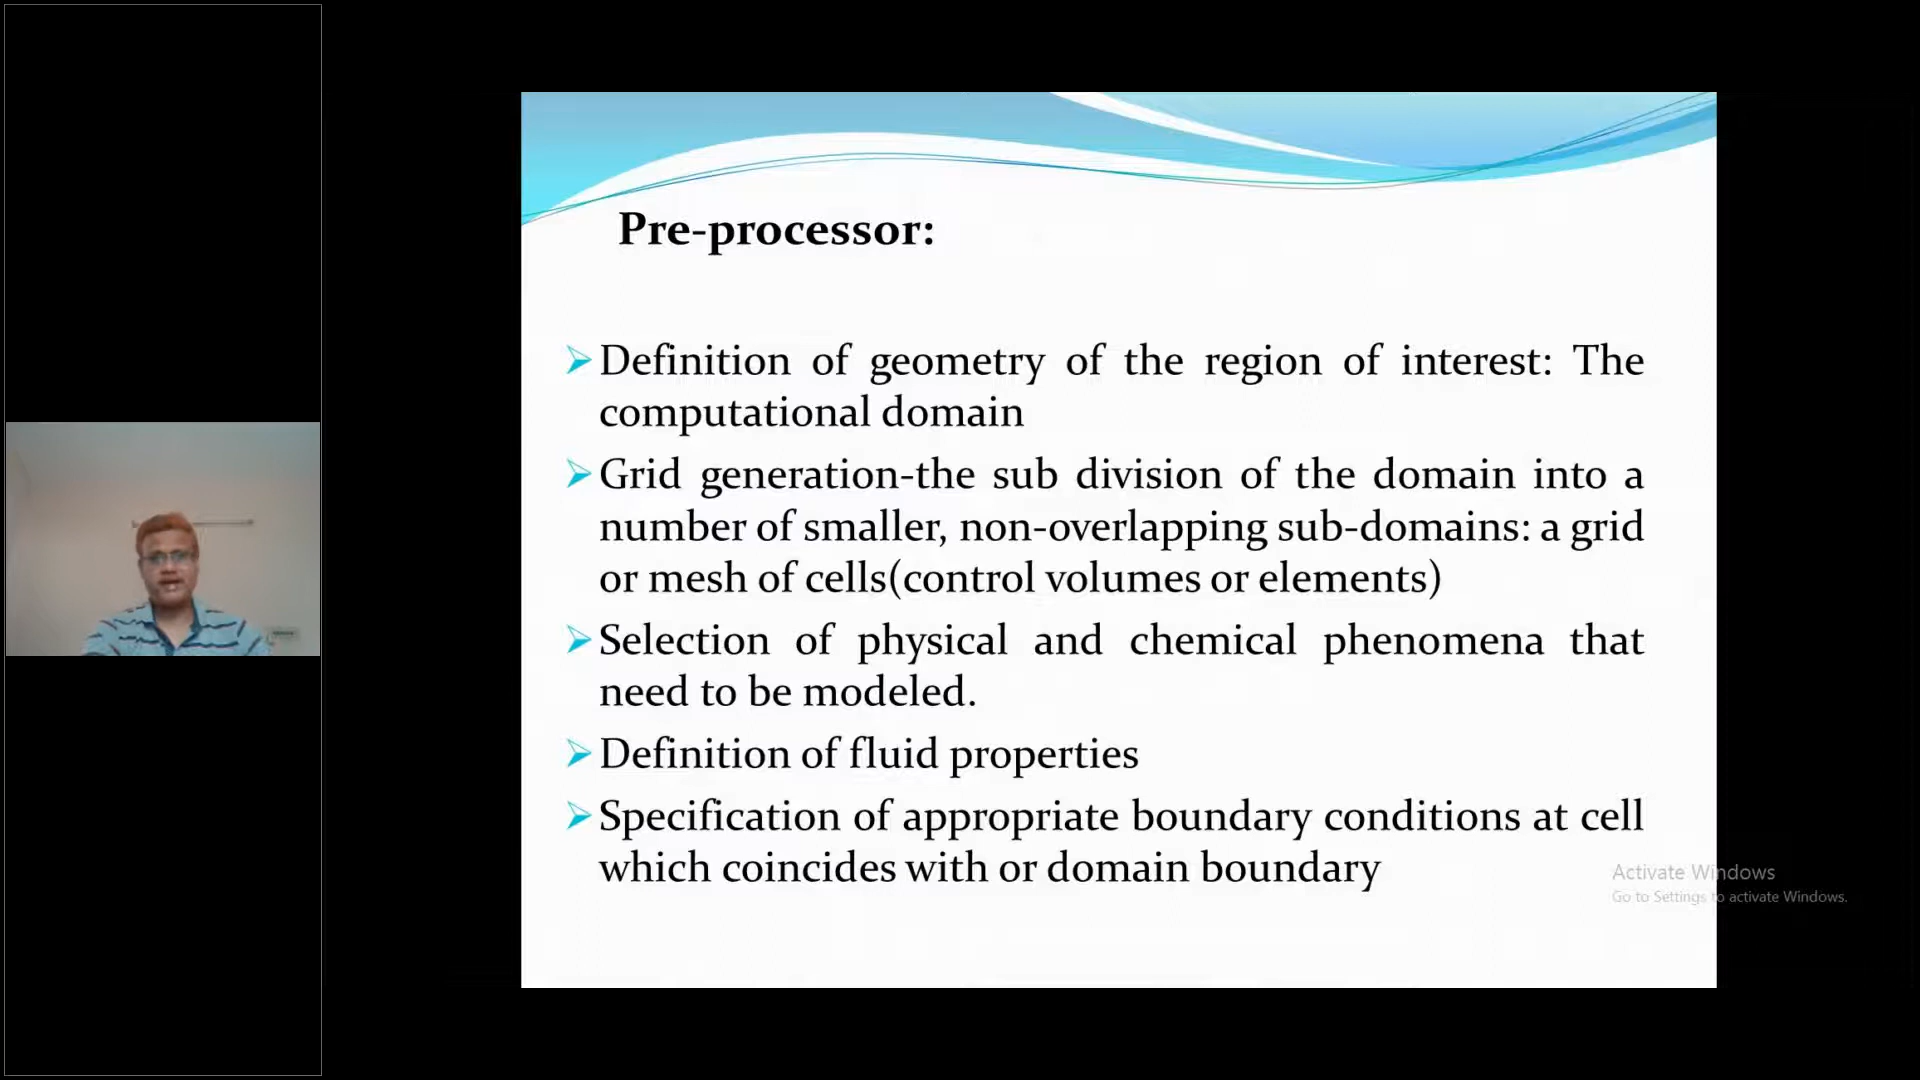 Pre-processor:
Definition of geometry of the region of interest: The
computational domain
Grid generation-the sub division of the domain into a
number of smaller, non-overlapping sub-domains: a grid
or mesh of cells(control volumes or elements)
Selection of physical and chemical phenomena that
need to be modeled.
Definition of fluid properties
Specification of appropriate boundary conditions at cell
which coincides with or domain boundary
Activate Windows
Go to Settings to activate Windows.